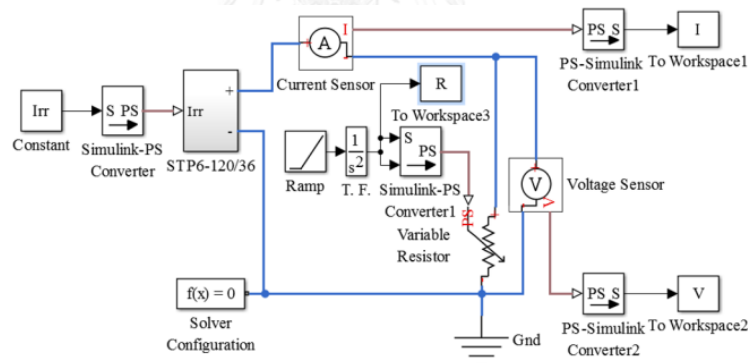 I
A
PS S
I
Current Sensor
PS-Simulink
Converter1
To Workspace1
R
To Workspace3
Irr
Constant
S PS
Simulink-PS
Converter
Irr
+
-
STP6-120/36
Ramp
1
s2
T. F.
S
PS
Simulink-PS
Converter1
PS
Variable
Resistor
V
V
Voltage Sensor
f(x) = 0
Solver
Configuration
Gnd
PS S
PS-Simulink
Converter2
V
To Workspace2